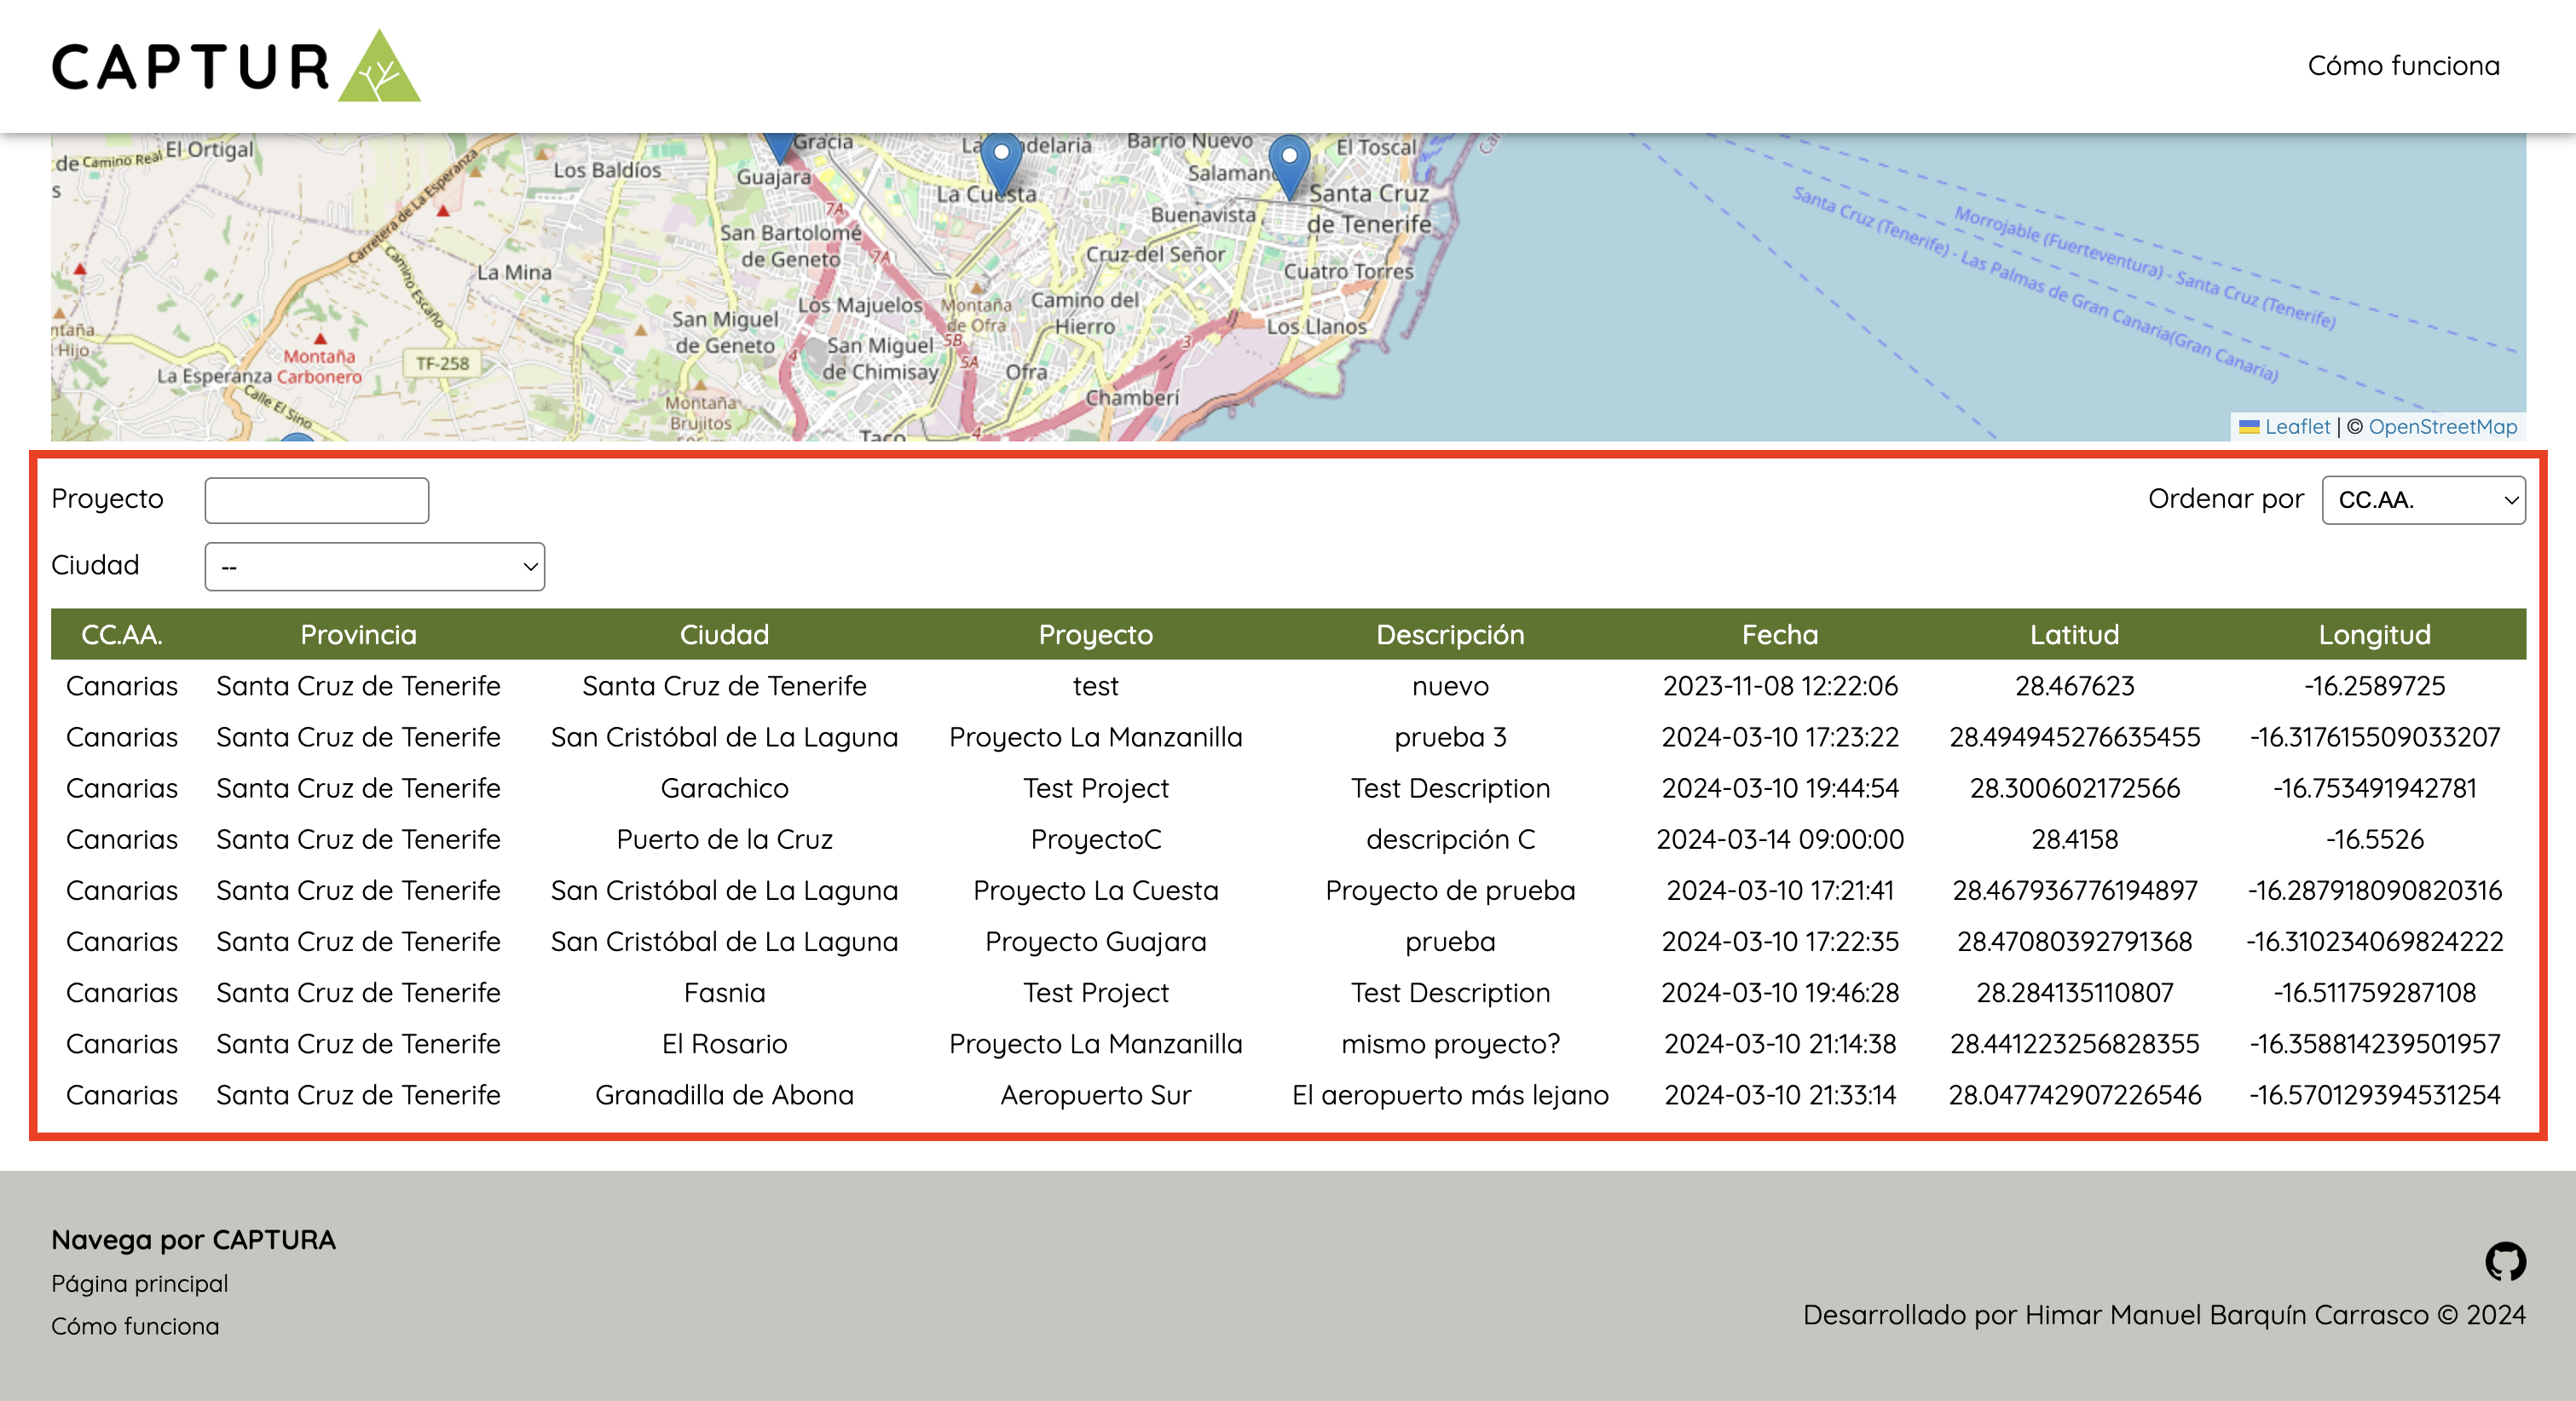 CAPTUR
Cómo funciona
Gracia
Barrio Nuevo
El Toscal
de
Camino Real
El Ortigal
s
Los Baldíos
Guajara
La Cuesta
Santa Cruz
de Tenerife
Buenavista
Carretera de La Esperanza
7A
San Bartolomé
de Geneto
7A
Cruz del Señor
Camino Escaño
La Mina
Cuatro Torres
Los Majuelos
Montaña
de Ofra
Camino del
Hierro
San Miguel
de Geneto
Los Llanos
5B
3
4
San Miguel
de Chimisay
5A
Ofra
ntaña
Hijo
Montaña
Carbonero
TF-258
La Esperanza
Calle El Sino
Chamberí
Montaña
Brujitos
Taco
4
Morrojable (Fuerteventura) - Santa Cruz (Tenerife)
Santa Cruz (Tenerife) - Las Palmas de Gran Canaria(Gran Canaria)
Leaflet | © OpenStreetMap
Proyecto
Ordenar por CC.AA.
Ciudad --
CC.AA. Provincia Ciudad Proyecto Descripción Fecha Latitud Longitud
Canarias Santa Cruz de Tenerife Santa Cruz de Tenerife test nuevo 2023-11-08 12:22:06 28.467623 -16.2589725
Canarias Santa Cruz de Tenerife San Cristóbal de La Laguna Proyecto La Manzanilla prueba 3 2024-03-10 17:23:22 28.494945276635455 -16.317615509033207
Canarias Santa Cruz de Tenerife Garachico Test Project Test Description 2024-03-10 19:44:54 28.300602172566 -16.753491942781
Canarias Santa Cruz de Tenerife Puerto de la Cruz ProyectoC descripción C 2024-03-14 09:00:00 28.4158 -16.5526
Canarias Santa Cruz de Tenerife San Cristóbal de La Laguna Proyecto La Cuesta Proyecto de prueba 2024-03-10 17:21:41 28.467936776194897 -16.287918090820316
Canarias Santa Cruz de Tenerife San Cristóbal de La Laguna Proyecto Guajara prueba 2024-03-10 17:22:35 28.47080392791368 -16.310234069824222
Canarias Santa Cruz de Tenerife Fasnia Test Project Test Description 2024-03-10 19:46:28 28.284135110807 -16.511759287108
Canarias Santa Cruz de Tenerife El Rosario Proyecto La Manzanilla mismo proyecto? 2024-03-10 21:14:38 28.441223256828355 -16.358814239501957
Canarias Santa Cruz de Tenerife Granadilla de Abona Aeropuerto Sur El aeropuerto más lejano 2024-03-10 21:33:14 28.047742907226546 -16.570129394531254
Navega por CAPTURA
Página principal
Cómo funciona
Desarrollado por Himar Manuel Barquín Carrasco © 2024